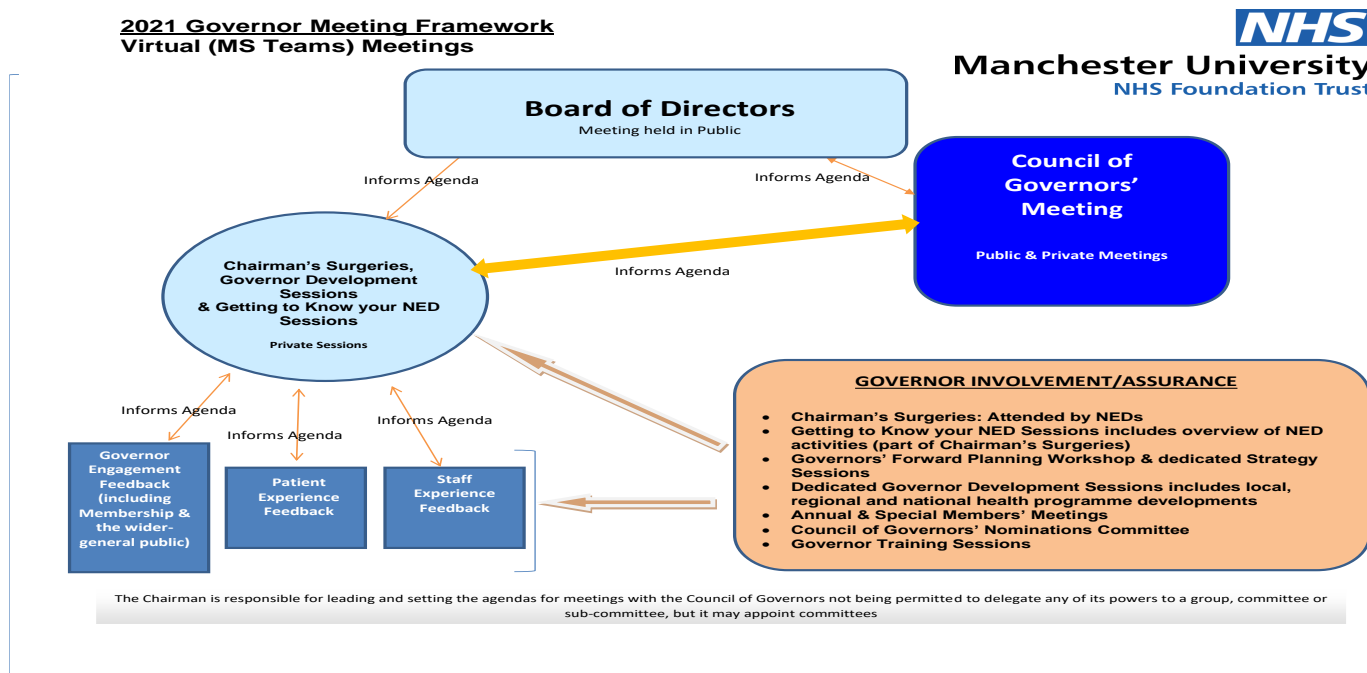 2021 Governor Meeting Framework
Virtual (MS Teams) Meetings
NHS
Manchester University
NHS Foundation Trust
Board of Directors
Meeting held in Public
Informs Agenda
Informs Agenda
Council of
Governors’
Meeting
Public & Private Meetings
Informs Agenda
Chairman’s Surgeries,
Governor Development
Sessions
& Getting to Know your NED
Sessions
Private Sessions
Informs Agenda
Informs Agenda
Informs Agenda
Governor
Engagement
Feedback
(including
Membership &
the wider-
general public)
Patient
Experience
Feedback
Staff
Experience
Feedback
GOVERNOR INVOLVEMENT/ASSURANCE
• Chairman’s Surgeries: Attended by NEDs
• Getting to Know your NED Sessions includes overview of NED
activities (part of Chairman’s Surgeries)
• Governors’ Forward Planning Workshop & dedicated Strategy
Sessions
• Dedicated Governor Development Sessions includes local,
regional and national health programme developments
• Annual & Special Members’ Meetings
• Council of Governors’ Nominations Committee
• Governor Training Sessions
The Chairman is responsible for leading and setting the agendas for meetings with the Council of Governors not being permitted to delegate any of its powers to a group, committee or
sub-committee, but it may appoint committees